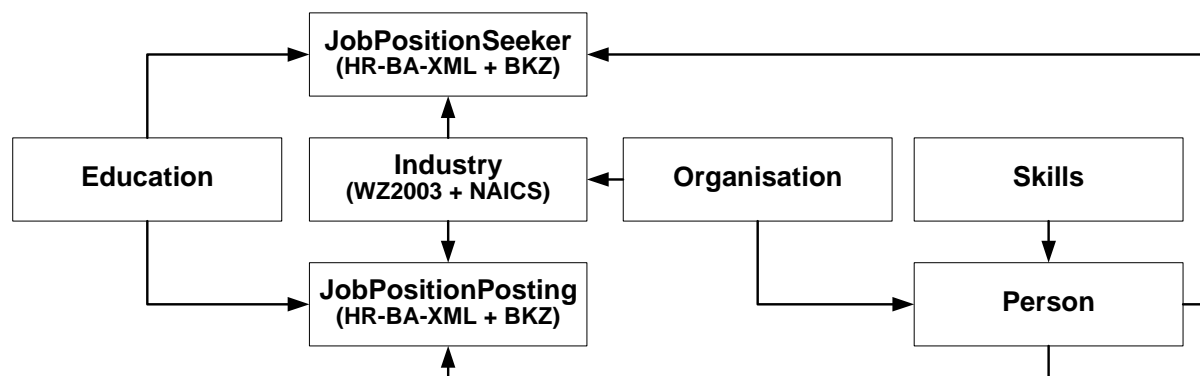 JobPositionSeeker
(HR-BA-XML + BKZ)
Education
Industry
(WZ2003 + NAICS)
Organisation
Skills
JobPositionPosting
(HR-BA-XML + BKZ)
Person